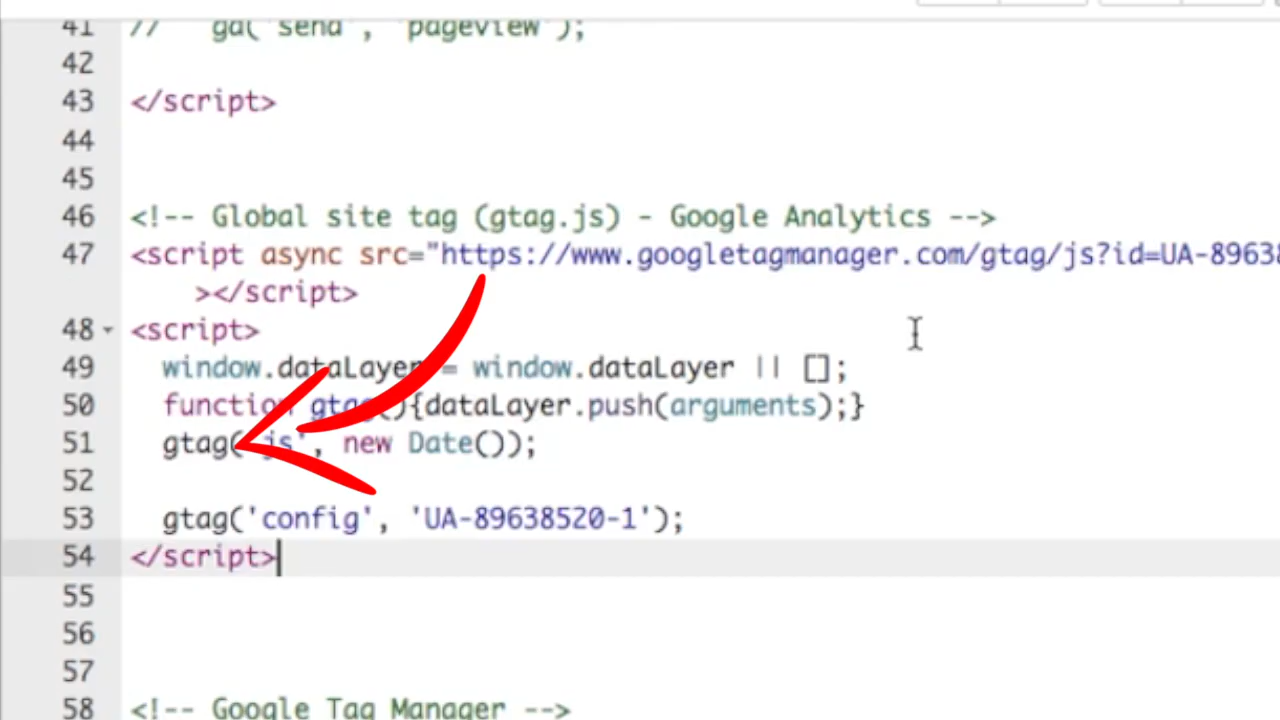 41 // ga('send', 'pageview');
42
43 </script>
44
45
46 <!-- Global site tag (gtag.js) - Google Analytics -->
47 <script async src="https://www.googletagmanager.com/gtag/js?id=UA-8963
></script>
48 <script>
49 window.dataLayer = window.dataLayer || [];
50 function gtag(){dataLayer.push(arguments);}
51 gtag('js', new Date());
52
53 gtag('config', 'UA-89638520-1');
54 </script>
55
56
57
58 <!-- Google Tag Manager -->